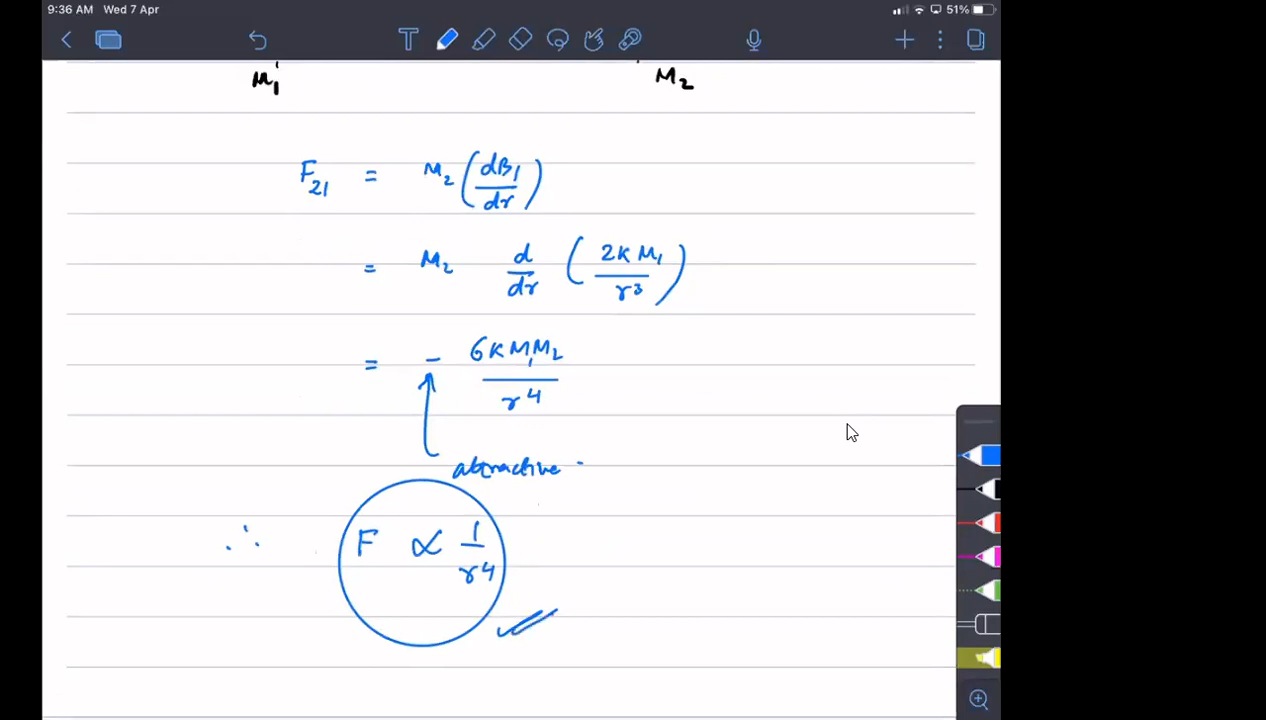 9:36 AM Wed 7 Apr 51%
T
M₁ M₂
F₂₁ = M₂ (dB₁/dr)
= M₂ d/dr (2KM₁/r³)
= - 6KM₁M₂/r⁴
attractive
∴ F ∝ 1/r⁴